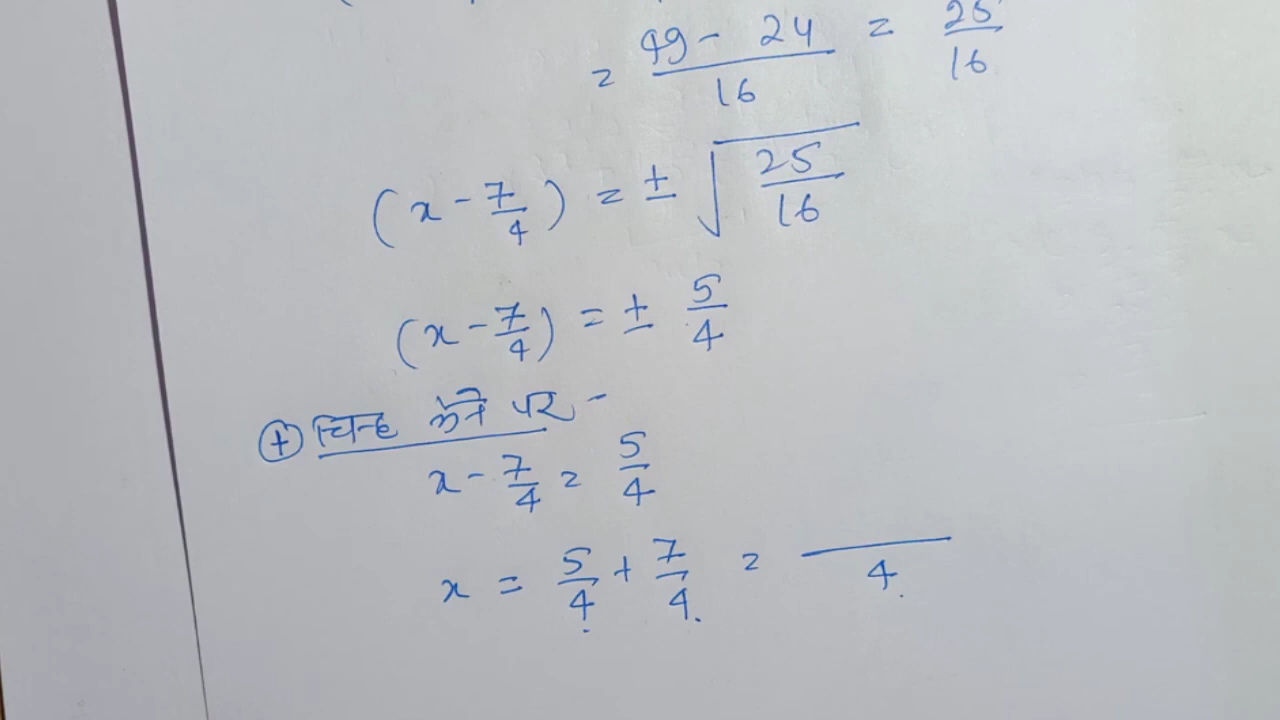 = 49 - 24 / 16 = 25 / 16
(x - 7/4) = ± √25/16
(x - 7/4) = ± 5/4
(+) चिन्ह लेने पर -
x - 7/4 = 5/4
x = 5/4 + 7/4 = /4